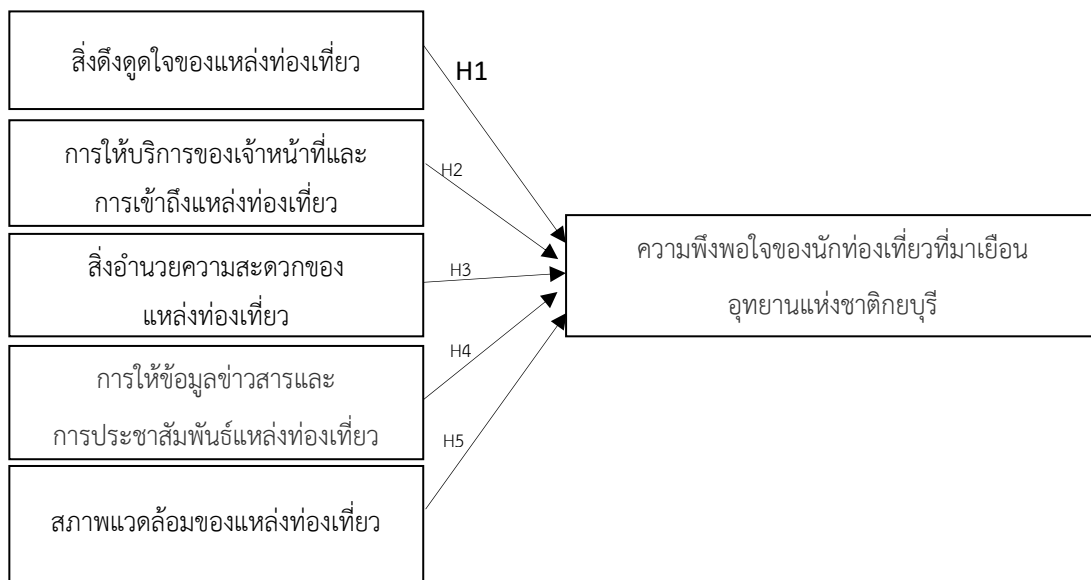 สิ่งดึงดูดใจของแหล่งท่องเที่ยว
H1
การให้บริการของเจ้าหน้าที่และ
การเข้าถึงแหล่งท่องเที่ยว
H2
สิ่งอำนวยความสะดวกของ
แหล่งท่องเที่ยว
H3
การให้ข้อมูลข่าวสารและ
การประชาสัมพันธ์แหล่งท่องเที่ยว
H4
สภาพแวดล้อมของแหล่งท่องเที่ยว
H5
ความพึงพอใจของนักท่องเที่ยวที่มาเยือน
อุทยานแห่งชาติกยบุรี